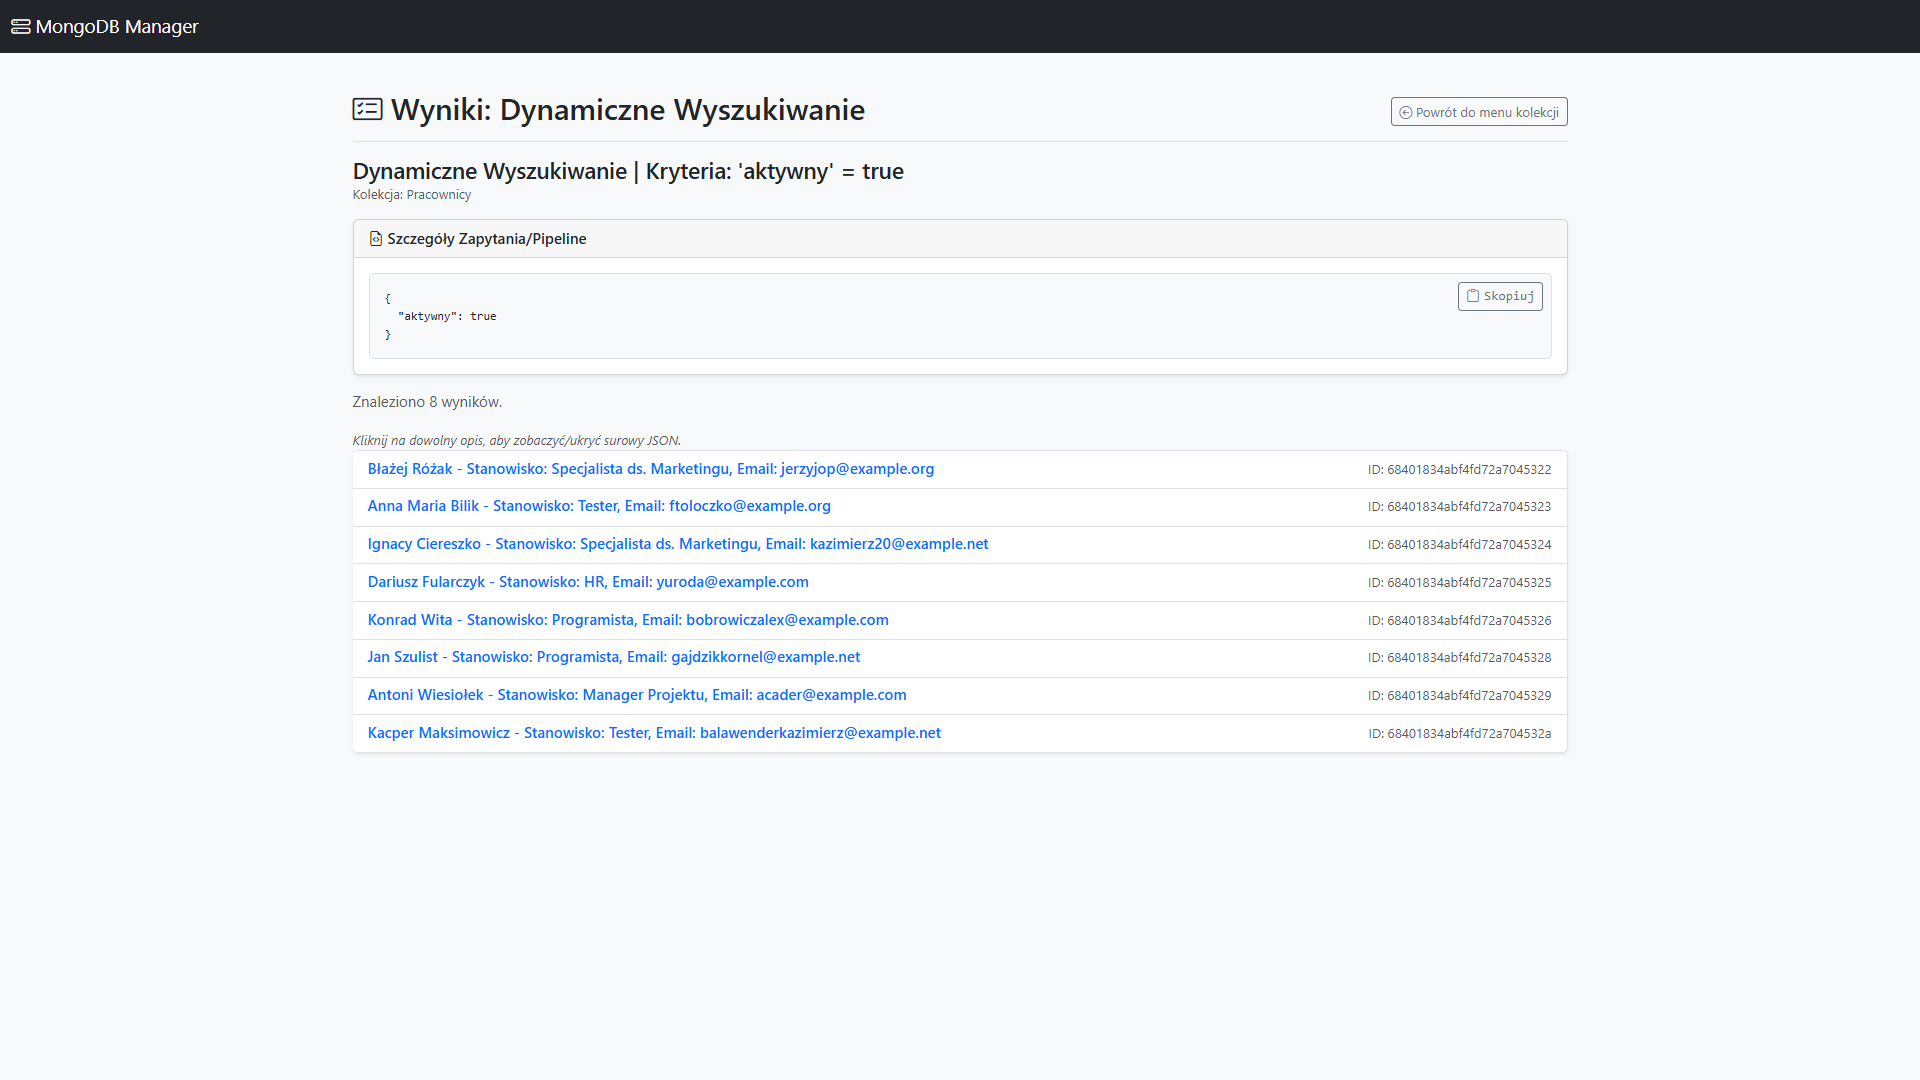 MongoDB Manager
Wyniki: Dynamiczne Wyszukiwanie
Powrót do menu kolekcji
Dynamiczne Wyszukiwanie | Kryteria: 'aktywny' = true
Kolekcja: Pracownicy
Szczegóły Zapytania/Pipeline
{
Skopiuj
"aktywny": true
}
Znaleziono 8 wyników.
Kliknij na dowolny opis, aby zobaczyć/ukryć surowy JSON.
Błażej Różak - Stanowisko: Specjalista ds. Marketingu, Email: jerzyjop@example.org ID: 68401834abf4fd72a7045322
Anna Maria Bilik - Stanowisko: Tester, Email: ftoloczko@example.org ID: 68401834abf4fd72a7045323
Ignacy Ciereszko - Stanowisko: Specjalista ds. Marketingu, Email: kazimierz20@example.net ID: 68401834abf4fd72a7045324
Dariusz Fularczyk - Stanowisko: HR, Email: yuroda@example.com ID: 68401834abf4fd72a7045325
Konrad Wita - Stanowisko: Programista, Email: bobrowiczalex@example.com ID: 68401834abf4fd72a7045326
Jan Szulist - Stanowisko: Programista, Email: gajdzikkornel@example.net ID: 68401834abf4fd72a7045328
Antoni Wiesiołek - Stanowisko: Manager Projektu, Email: acader@example.com ID: 68401834abf4fd72a7045329
Kacper Maksimowicz - Stanowisko: Tester, Email: balawenderkazimierz@example.net ID: 68401834abf4fd72a704532a